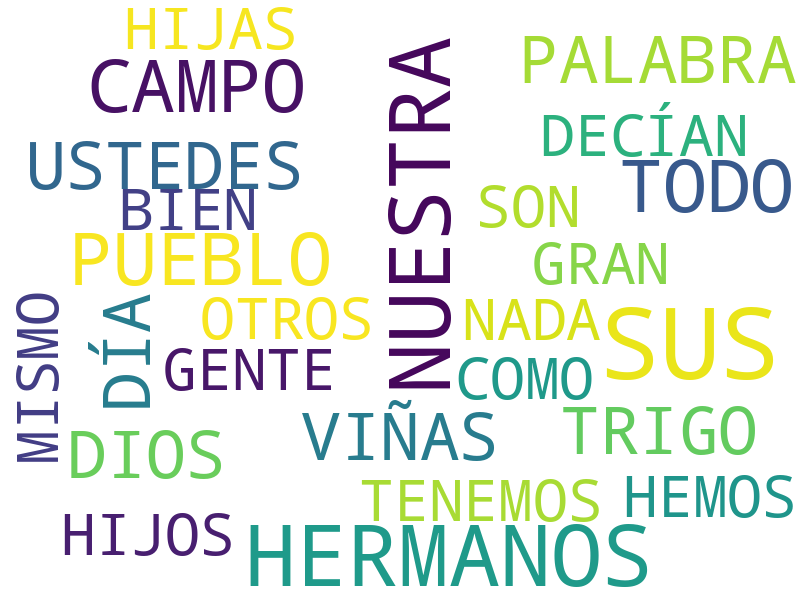 HIJAS
CAMPO
PALABRA
NUESTRA
DECÍAN
USTEDES
TODO
BIEN
SON
PUEBLO
GRAN
MISMO
DÍA
OTROS
NADA
SUS
GENTE
COMO
VIÑAS
TRIGO
DIOS
TENEMOS
HEMOS
HIJOS
HERMANOS